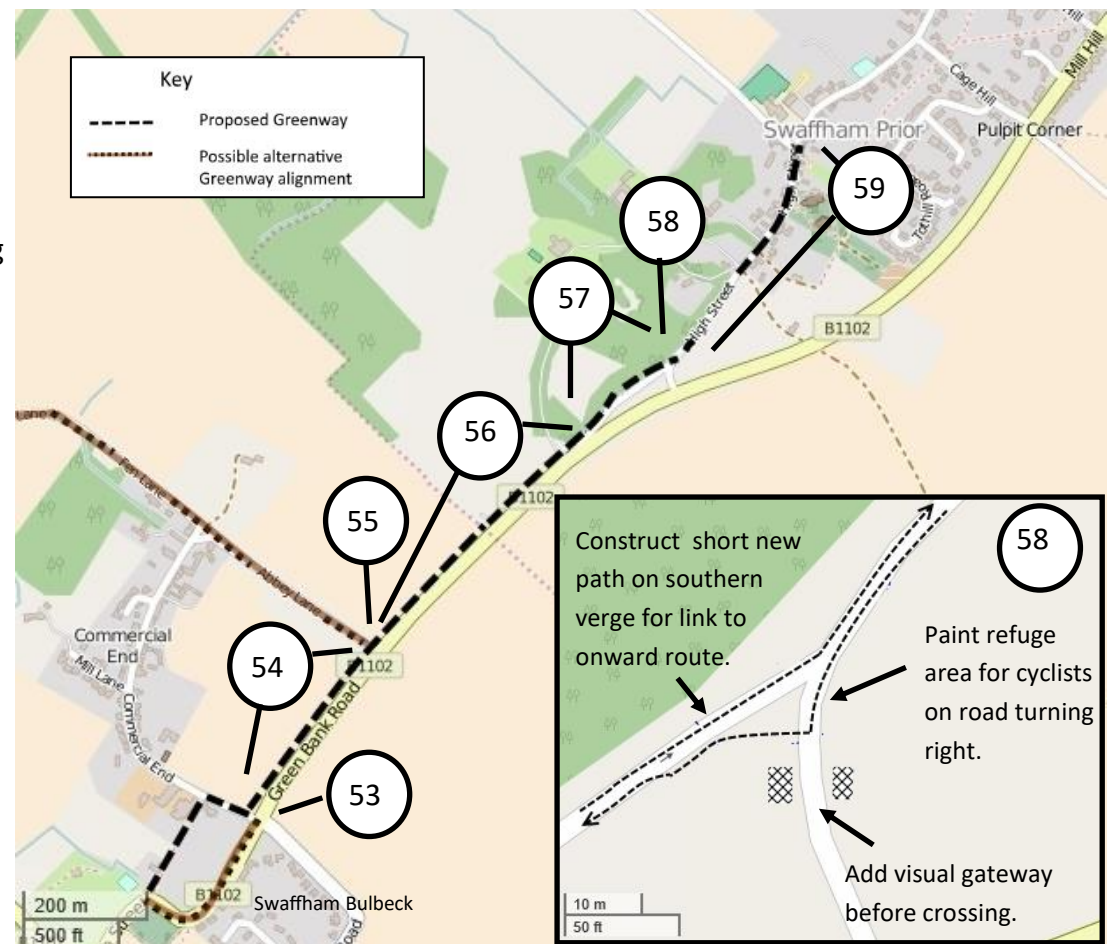 Key
Proposed Greenway
Possible alternative
Greenway alignment
g
Swaffham Prior
Cage Hill
Mill Hill
Pulpit Corner
Tothill Road
59
58
57
High Street
B1102
56
B1102
55
Fen Lane
Abbey Lane
Commercial
End
Mill Lane
54
B1102
Commercial End
Green Bank Road
53
B1102
Swaffham Bulbeck
200 m
500 ft
58
Construct short new
path on southern
verge for link to
onward route.
Paint refuge
area for cyclists
on road turning
right.
Add visual gateway
before crossing.
10 m
50 ft